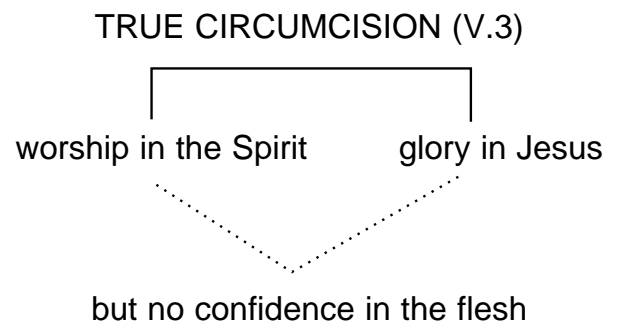 TRUE CIRCUMCISION (V.3)
worship in the Spirit glory in Jesus
but no confidence in the flesh